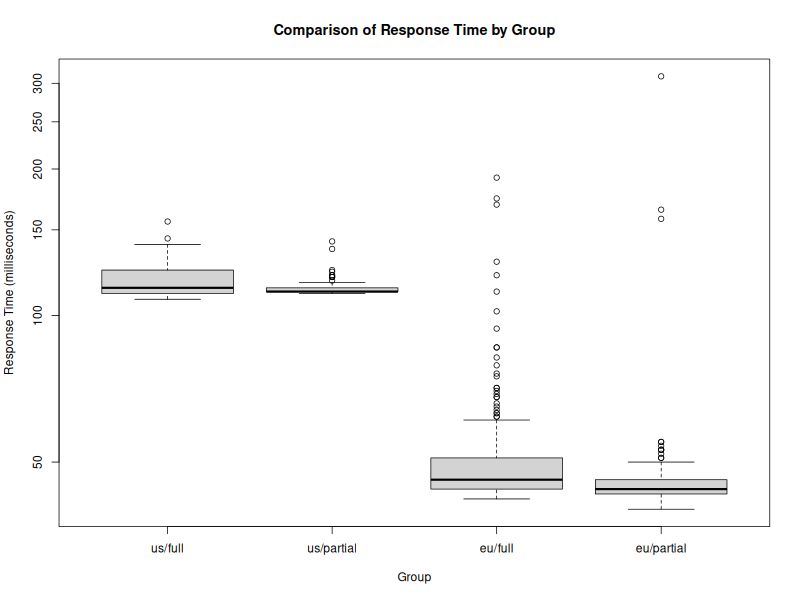 Comparison of Response Time by Group
Response Time (milliseconds)
300
250
200
150
100
50
us/full
us/partial
eu/full
eu/partial
Group